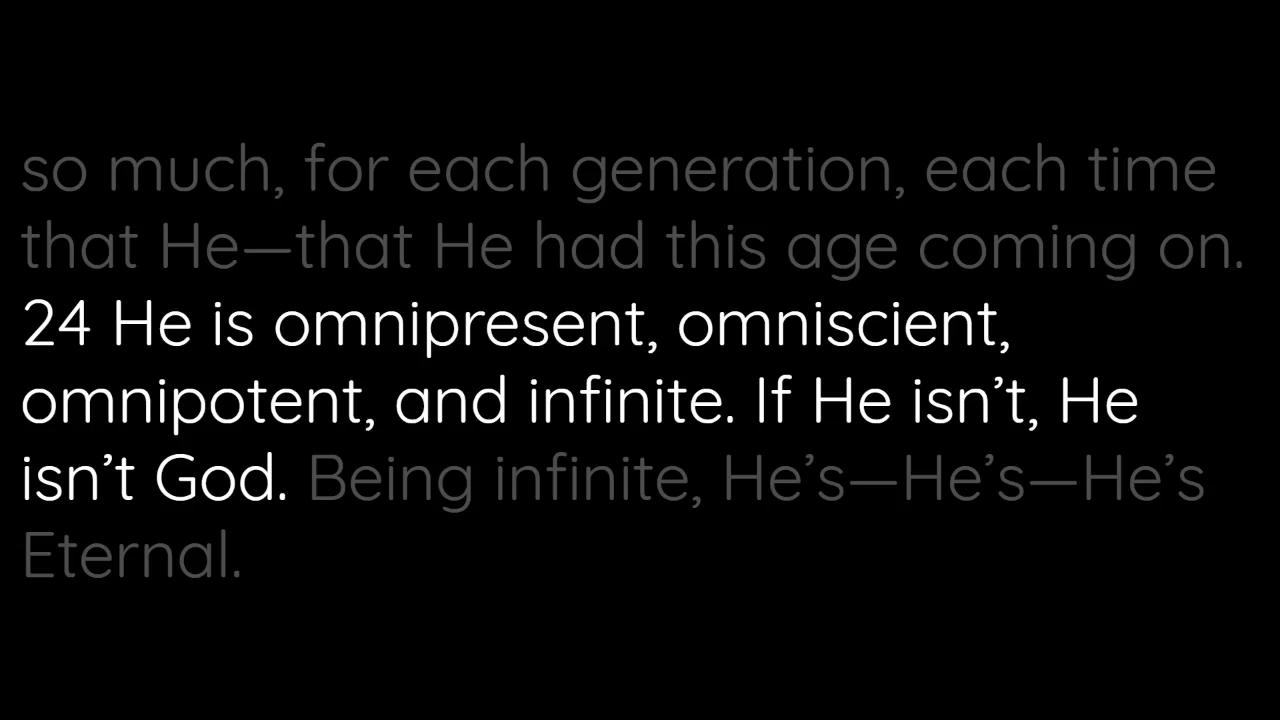 so much, for each generation, each time
that He—that He had this age coming on.
24 He is omnipresent, omniscient,
omnipotent, and infinite. If He isn’t, He
isn’t God. Being infinite, He’s—He’s—He’s
Eternal.